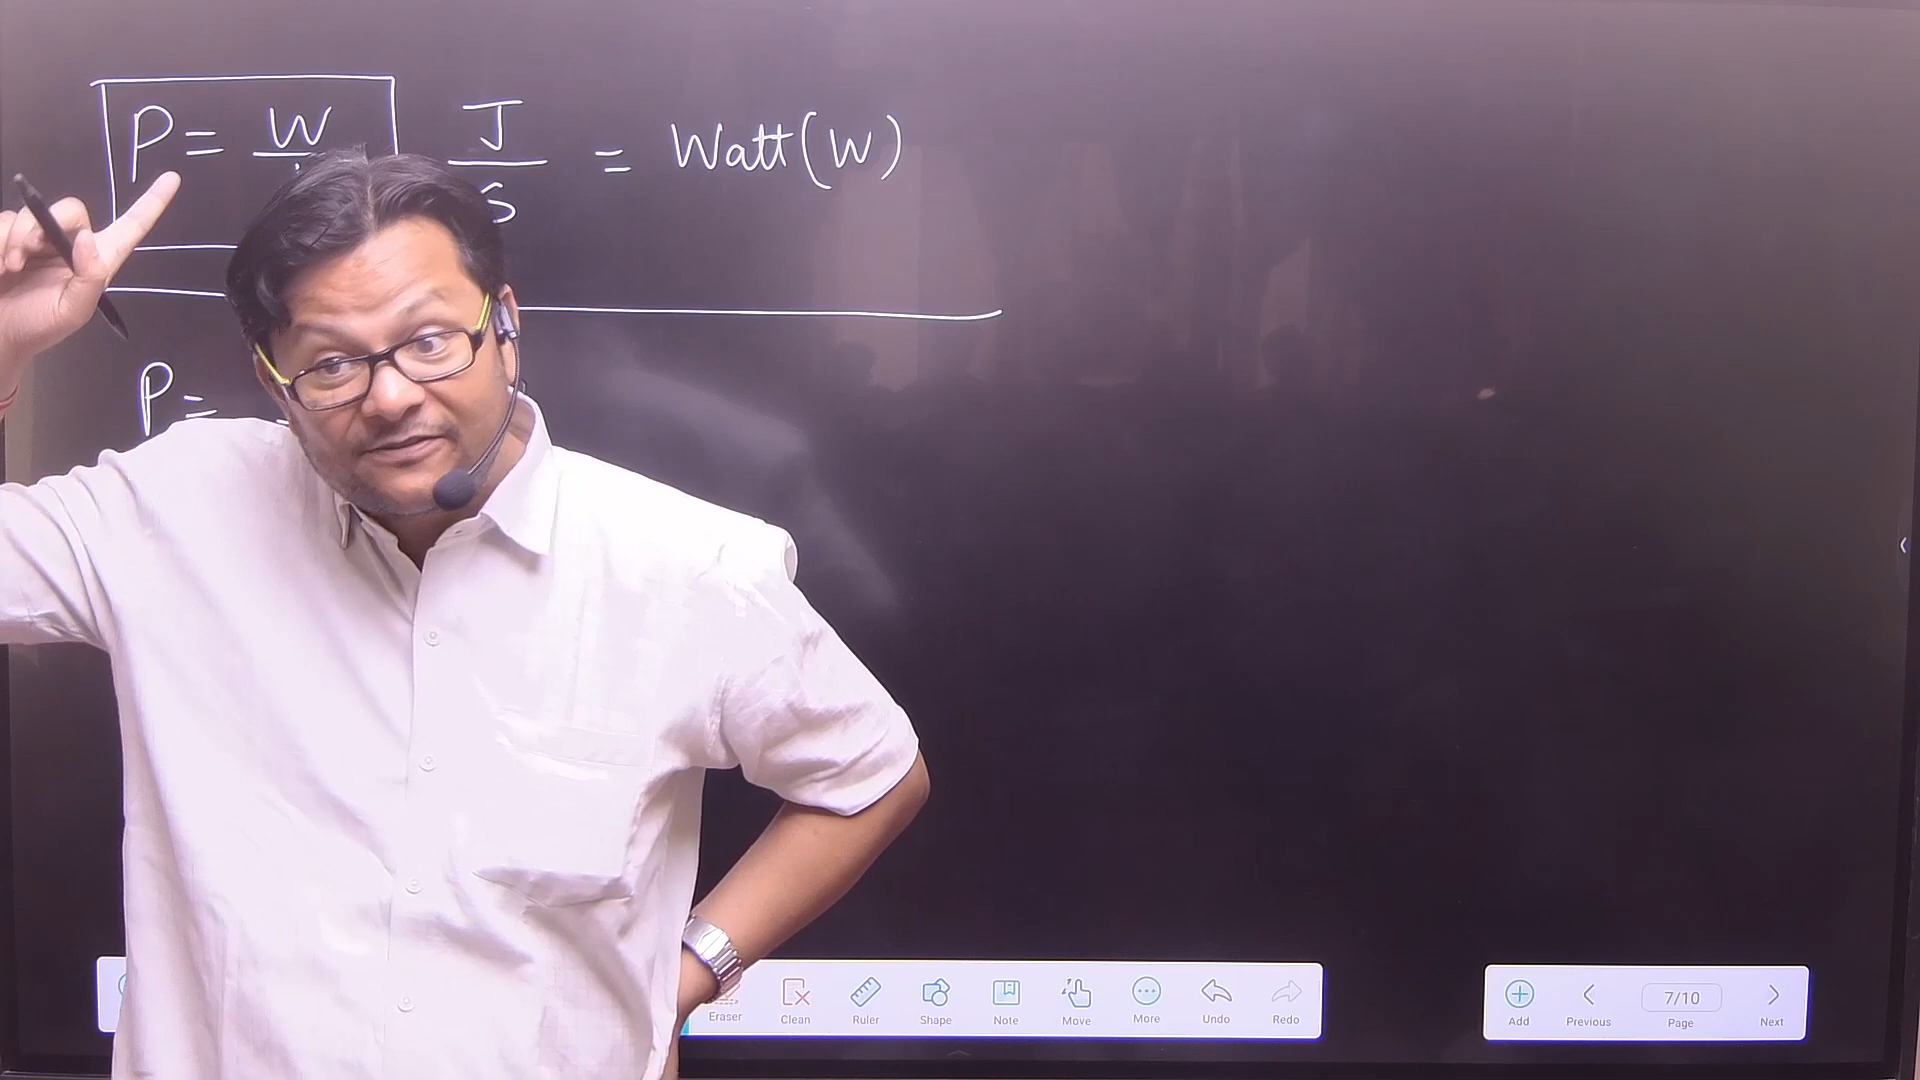 P = W J/S = Watt (W)
P =
Eraser Clean Ruler Shape Note Move More Undo Redo Add Previous 7/10 Page Next